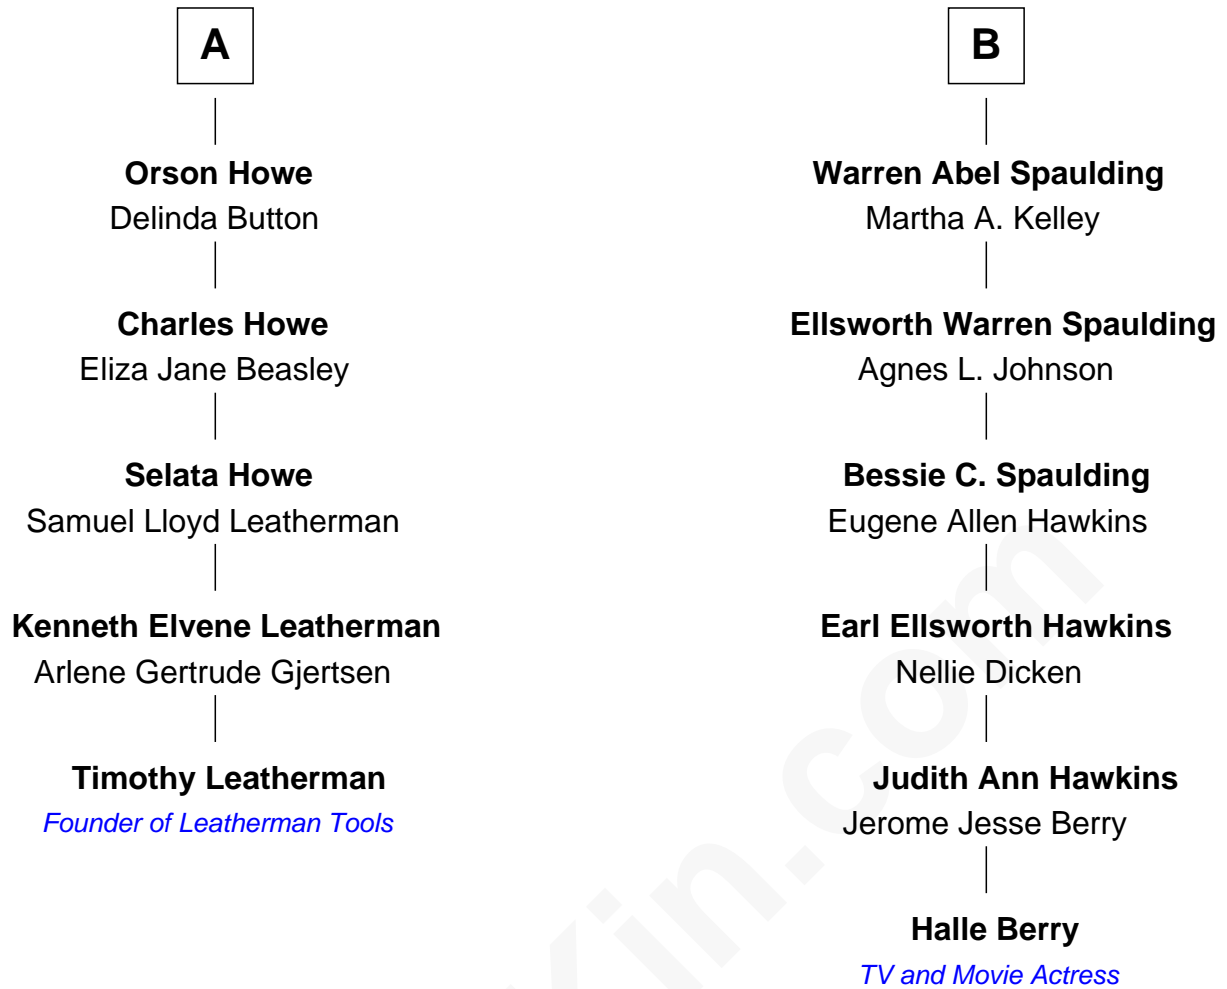 A
Orson Howe
Delinda Button
Charles Howe
Eliza Jane Beasley
Selata Howe
Samuel Lloyd Leatherman
Kenneth Elvene Leatherman
Arlene Gertrude Gjertsen
Timothy Leatherman
Founder of Leatherman Tools
B
Warren Abel Spaulding
Martha A. Kelley
Ellsworth Warren Spaulding
Agnes L. Johnson
Bessie C. Spaulding
Eugene Allen Hawkins
Earl Ellsworth Hawkins
Nellie Dicken
Judith Ann Hawkins
Jerome Jesse Berry
Halle Berry
TV and Movie Actress
Kin.com